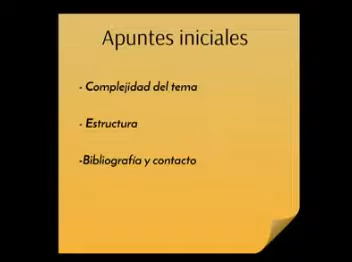 Apuntes iniciales
- Complejidad del tema
- Estructura
-Bibliografía y contacto